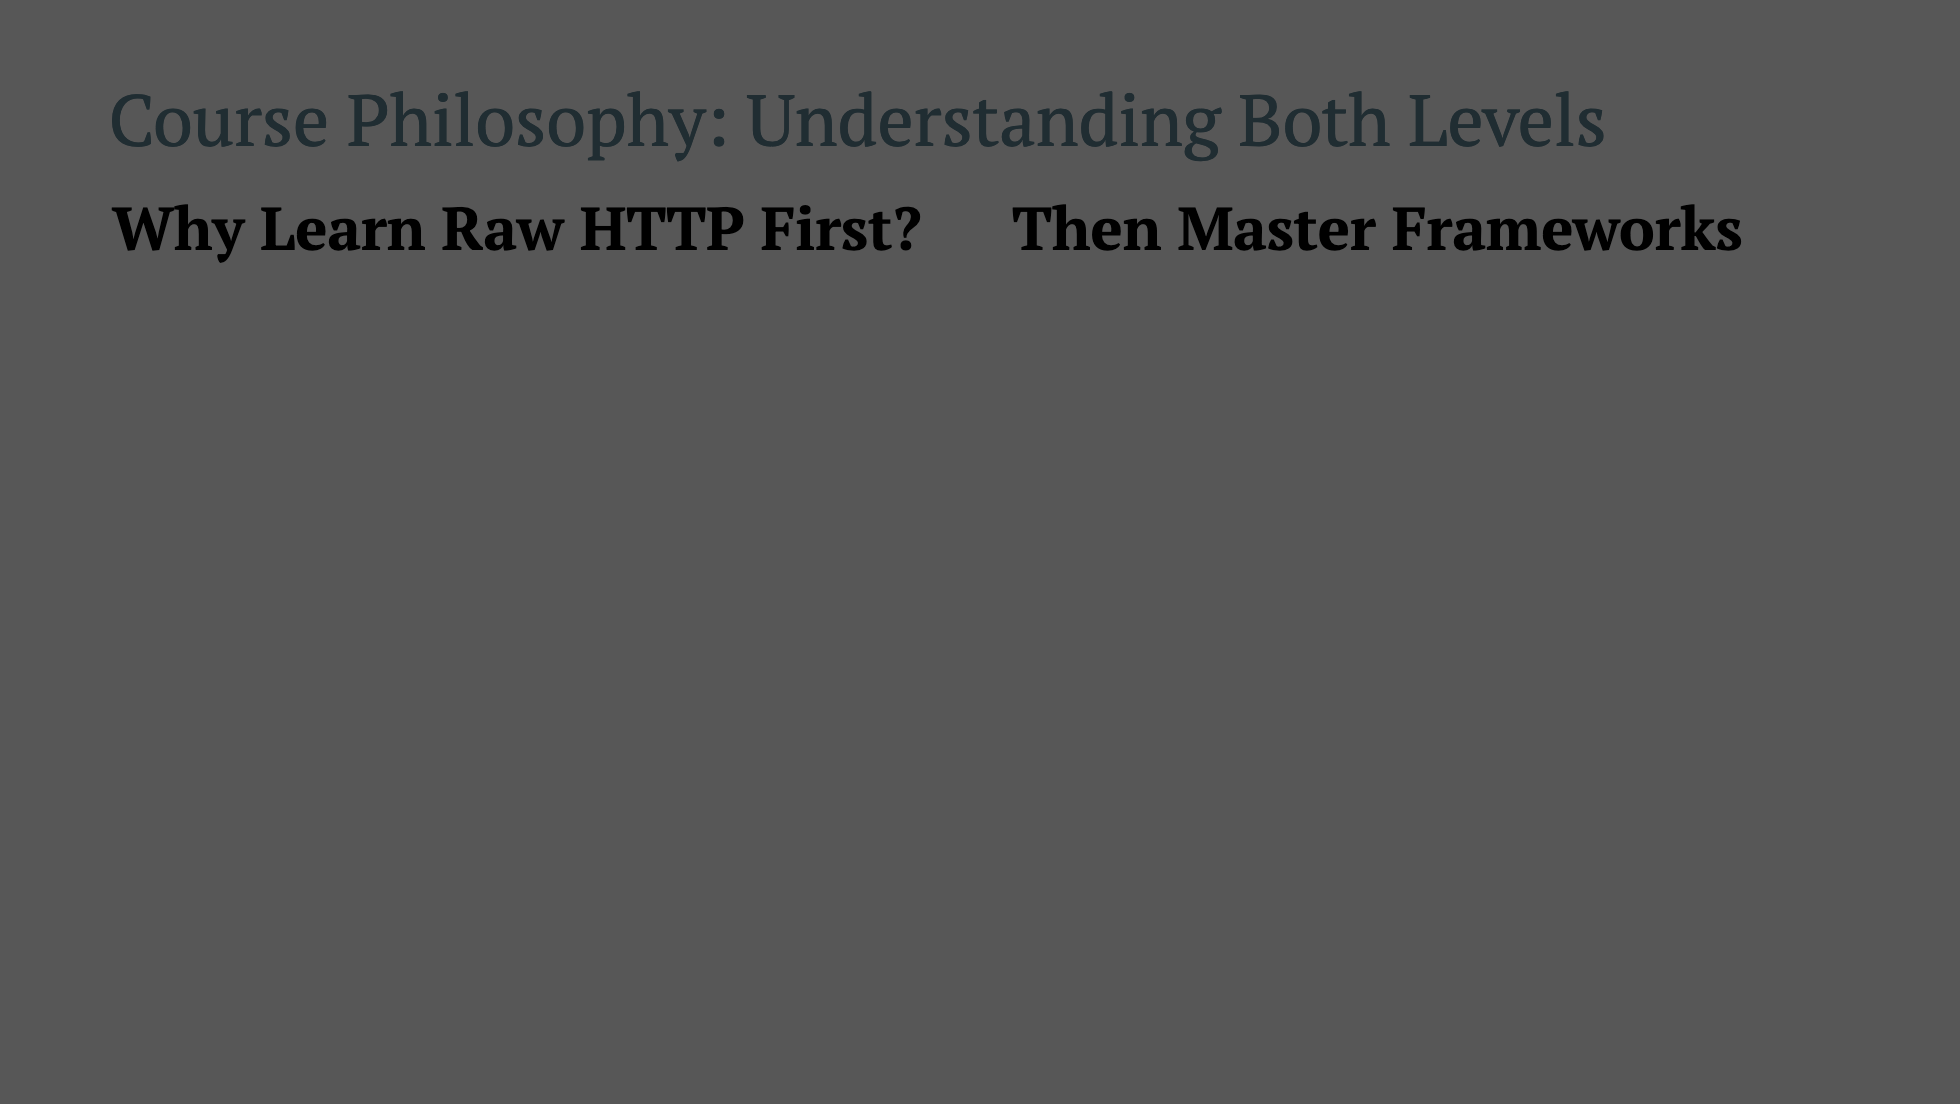 Course Philosophy: Understanding Both Levels
Why Learn Raw HTTP First?
Then Master Frameworks